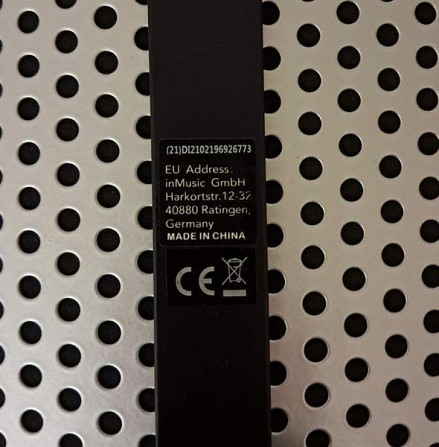 (21)DI2102196926773
EU Address:
inMusic GmbH
Harkortstr.12-32
40880 Ratingen,
Germany
MADE IN CHINA
CE